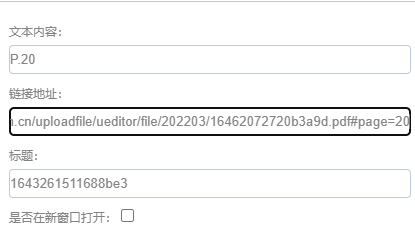 文本内容：
P.20
链接地址：
.cn/uploadfile/ueditor/file/202203/16462072720b3a9d.pdf#page=20
标题：
1643261511688be3
是否在新窗口打开：